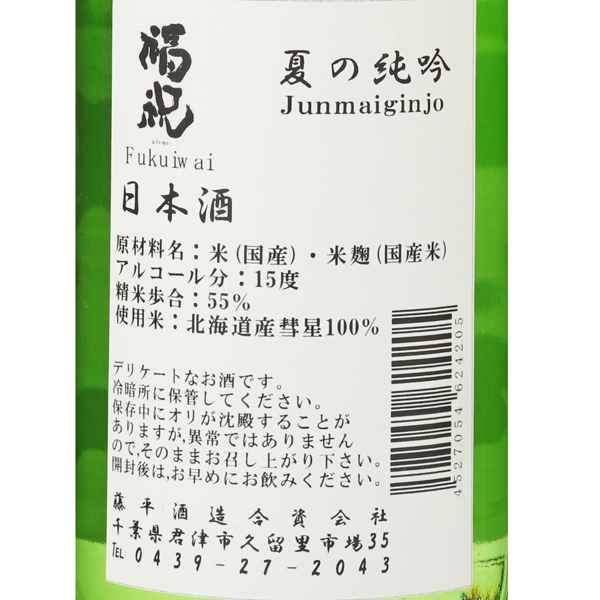 福祝
ふくいわい
Fukuiwai
夏の純吟
Junmaiginjo
日本酒
原材料名：米(国産)・米麹(国産米)
アルコール分：15度
精米歩合：55%
使用米：北海道産彗星100%
デリケートなお酒です。
冷暗所に保管してください。
保存中にオリが沈殿することが
ありますが,異常ではありません
ので,そのままお召し上がり下さい。
開封後は,お早めにお飲みください。
藤平酒造合資会社
千葉県君津市久留里市場35
TEL 0439-27-2043
4527054624205